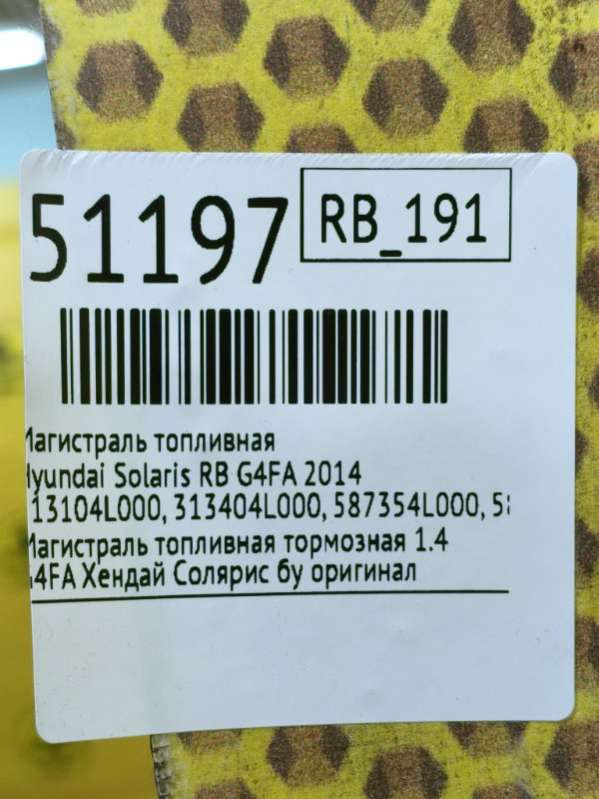 51197
RB_191
Магистраль топливная
Hyundai Solaris RB G4FA 2014
13104L000, 313404L000, 587354L000,
Магистраль топливная тормозная 1.4
4FA Хендай Солярис бу оригинал